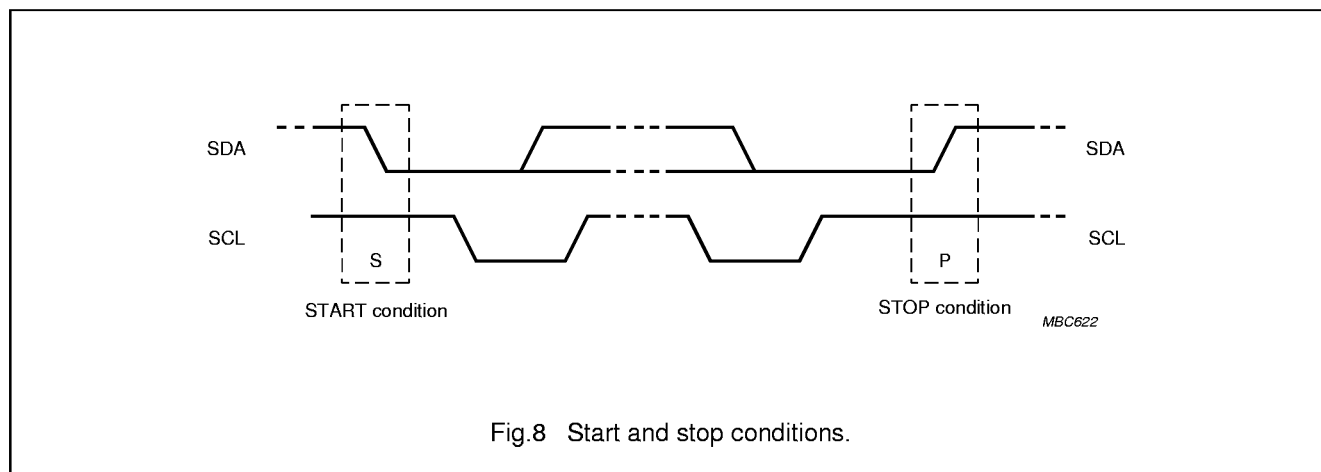 SDA
SDA
SCL
SCL
S
P
START condition
STOP condition
MBC622
Fig.8 Start and stop conditions.